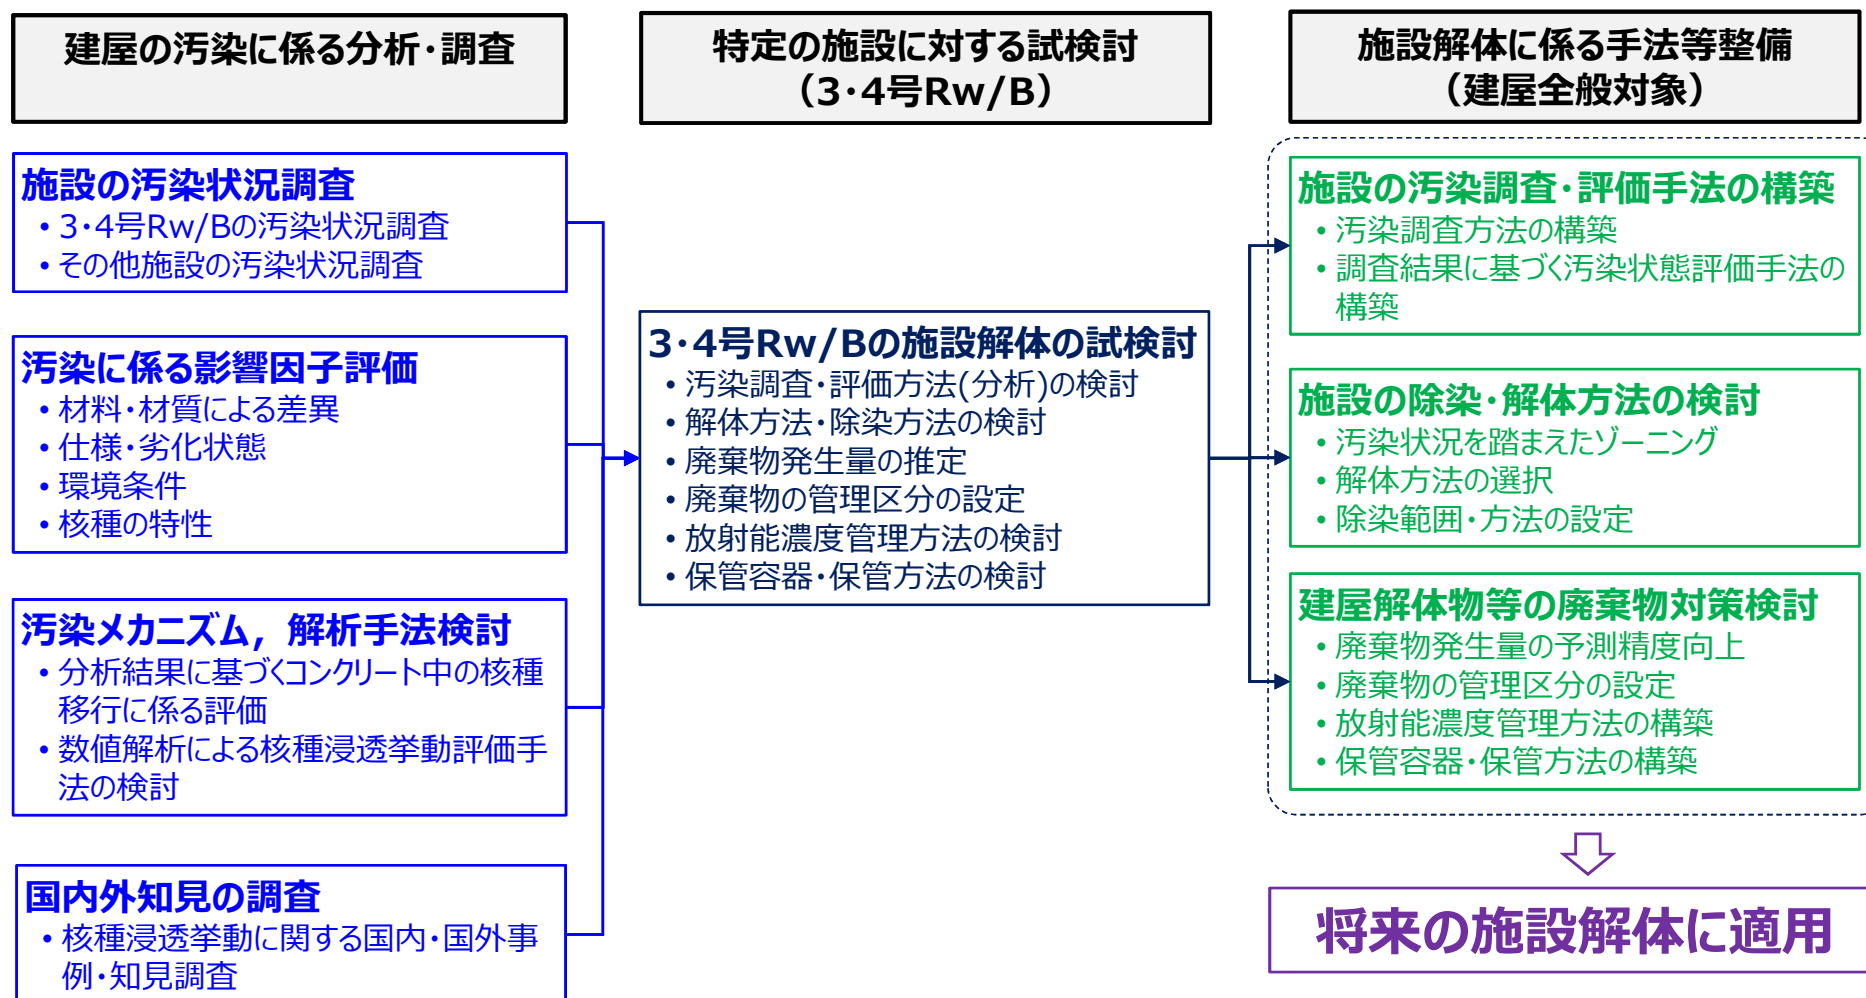 建屋の汚染に係る分析・調査
特定の施設に対する試検討
（3・4号Rw/B）
施設解体に係る手法等整備
（建屋全般対象）
施設の汚染状況調査
• 3・4号Rw/Bの汚染状況調査
• その他施設の汚染状況調査
汚染に係る影響因子評価
• 材料・材質による差異
• 仕様・劣化状態
• 環境条件
• 核種の特性
汚染メカニズム，解析手法検討
• 分析結果に基づくコンクリート中の核種
移行に係る評価
• 数値解析による核種浸透挙動評価手
法の検討
国内外知見の調査
• 核種浸透挙動に関する国内・国外事
例・知見調査
3・4号Rw/Bの施設解体の試検討
• 汚染調査・評価方法(分析)の検討
• 解体方法・除染方法の検討
• 廃棄物発生量の推定
• 廃棄物の管理区分の設定
• 放射能濃度管理方法の検討
• 保管容器・保管方法の検討
施設の汚染調査・評価手法の構築
• 汚染調査方法の構築
• 調査結果に基づく汚染状態評価手法の
構築
施設の除染・解体方法の検討
• 汚染状況を踏まえたゾーニング
• 解体方法の選択
• 除染範囲・方法の設定
建屋解体物等の廃棄物対策検討
• 廃棄物発生量の予測精度向上
• 廃棄物の管理区分の設定
• 放射能濃度管理方法の構築
• 保管容器・保管方法の構築
将来の施設解体に適用